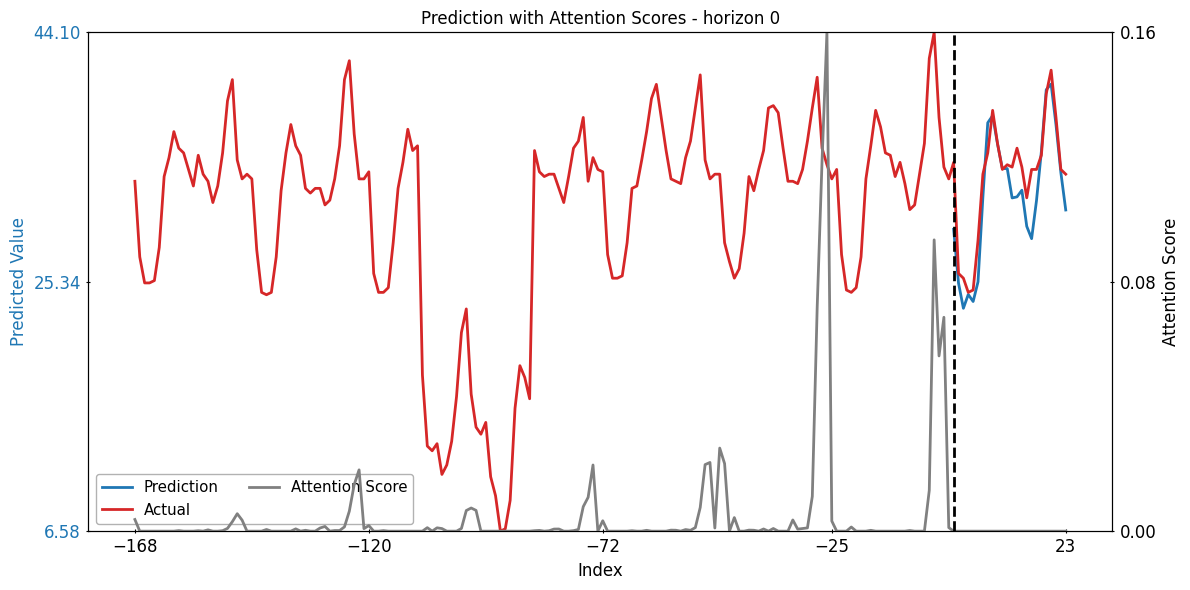 Prediction with Attention Scores - horizon 0
44.10
25.34
6.58
Predicted Value
0.16
0.08
0.00
Attention Score
Prediction
Actual
Attention Score
−168
−120
−72
−25
23
Index